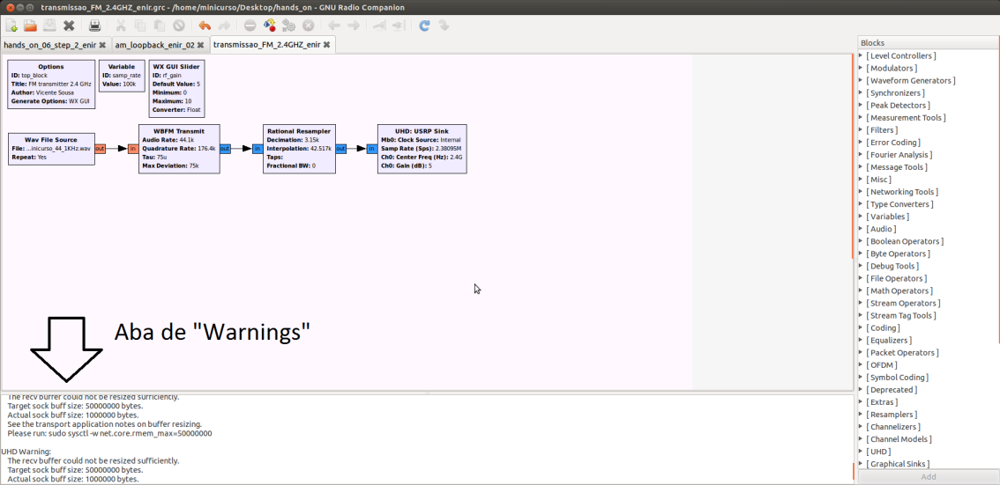 transmissao_FM_2.4GHZ_enir.grc - /home/minicurso/Desktop/hands_on - GNU Radio Companion
hands_on_06_step_2_enir
am_loopback_enir_02
transmissao_FM_2.4GHZ_enir
Options
ID: top_block
Title: FM transmitter 2.4 GHz
Author: Vicente Sousa
Generate Options: WX GUI
Variable
ID: samp_rate
Value: 100k
WX GUI Slider
ID: rf_gain
Default Value: 5
Minimum: 0
Maximum: 10
Converter: Float
Wav File Source
File: ...inicurso_44_1KHz.wav
Repeat: Yes
out
in
WBFM Transmit
Audio Rate: 44.1k
Quadrature Rate: 176.4k
Tau: 75u
Max Deviation: 75k
out
in
Rational Resampler
Decimation: 3.15k
Interpolation: 42.517k
Taps:
Fractional BW: 0
out
in
UHD: USRP Sink
Mb0: Clock Source: Internal
Samp Rate (Sps): 2.38095M
Ch0: Center Freq (Hz): 2.4G
Ch0: Gain (dB): 5
Aba de "Warnings"
The recv buffer could not be resized sufficiently.
Target sock buff size: 50000000 bytes.
Actual sock buff size: 1000000 bytes.
See the transport application notes on buffer resizing.
Please run: sudo sysctl -w net.core.rmem_max=50000000
UHD Warning:
The recv buffer could not be resized sufficiently.
Target sock buff size: 50000000 bytes.
Actual sock buff size: 1000000 bytes.
Blocks
[ Level Controllers ]
[ Modulators ]
[ Waveform Generators ]
[ Synchronizers ]
[ Peak Detectors ]
[ Measurement Tools ]
[ Filters ]
[ Error Coding ]
[ Fourier Analysis ]
[ Message Tools ]
[ Misc ]
[ Networking Tools ]
[ Type Converters ]
[ Variables ]
[ Audio ]
[ Boolean Operators ]
[ Byte Operators ]
[ Debug Tools ]
[ File Operators ]
[ Math Operators ]
[ Stream Operators ]
[ Stream Tag Tools ]
[ Coding ]
[ Equalizers ]
[ Packet Operators ]
[ OFDM ]
[ Symbol Coding ]
[ Deprecated ]
[ Extras ]
[ Resamplers ]
[ Channelizers ]
[ Channel Models ]
[ UHD ]
[ Graphical Sinks ]
Add